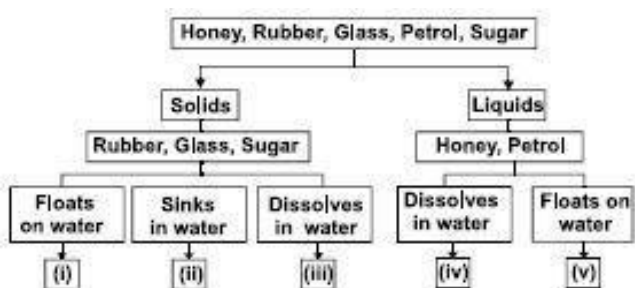 Honey, Rubber, Glass, Petrol, Sugar
Solids
Liquids
Rubber, Glass, Sugar
Honey, Petrol
Floats
on water
Sinks
in water
Dissolves
in water
Dissolves
in water
Floats on
water
(i)
(ii)
(iii)
(iv)
(v)